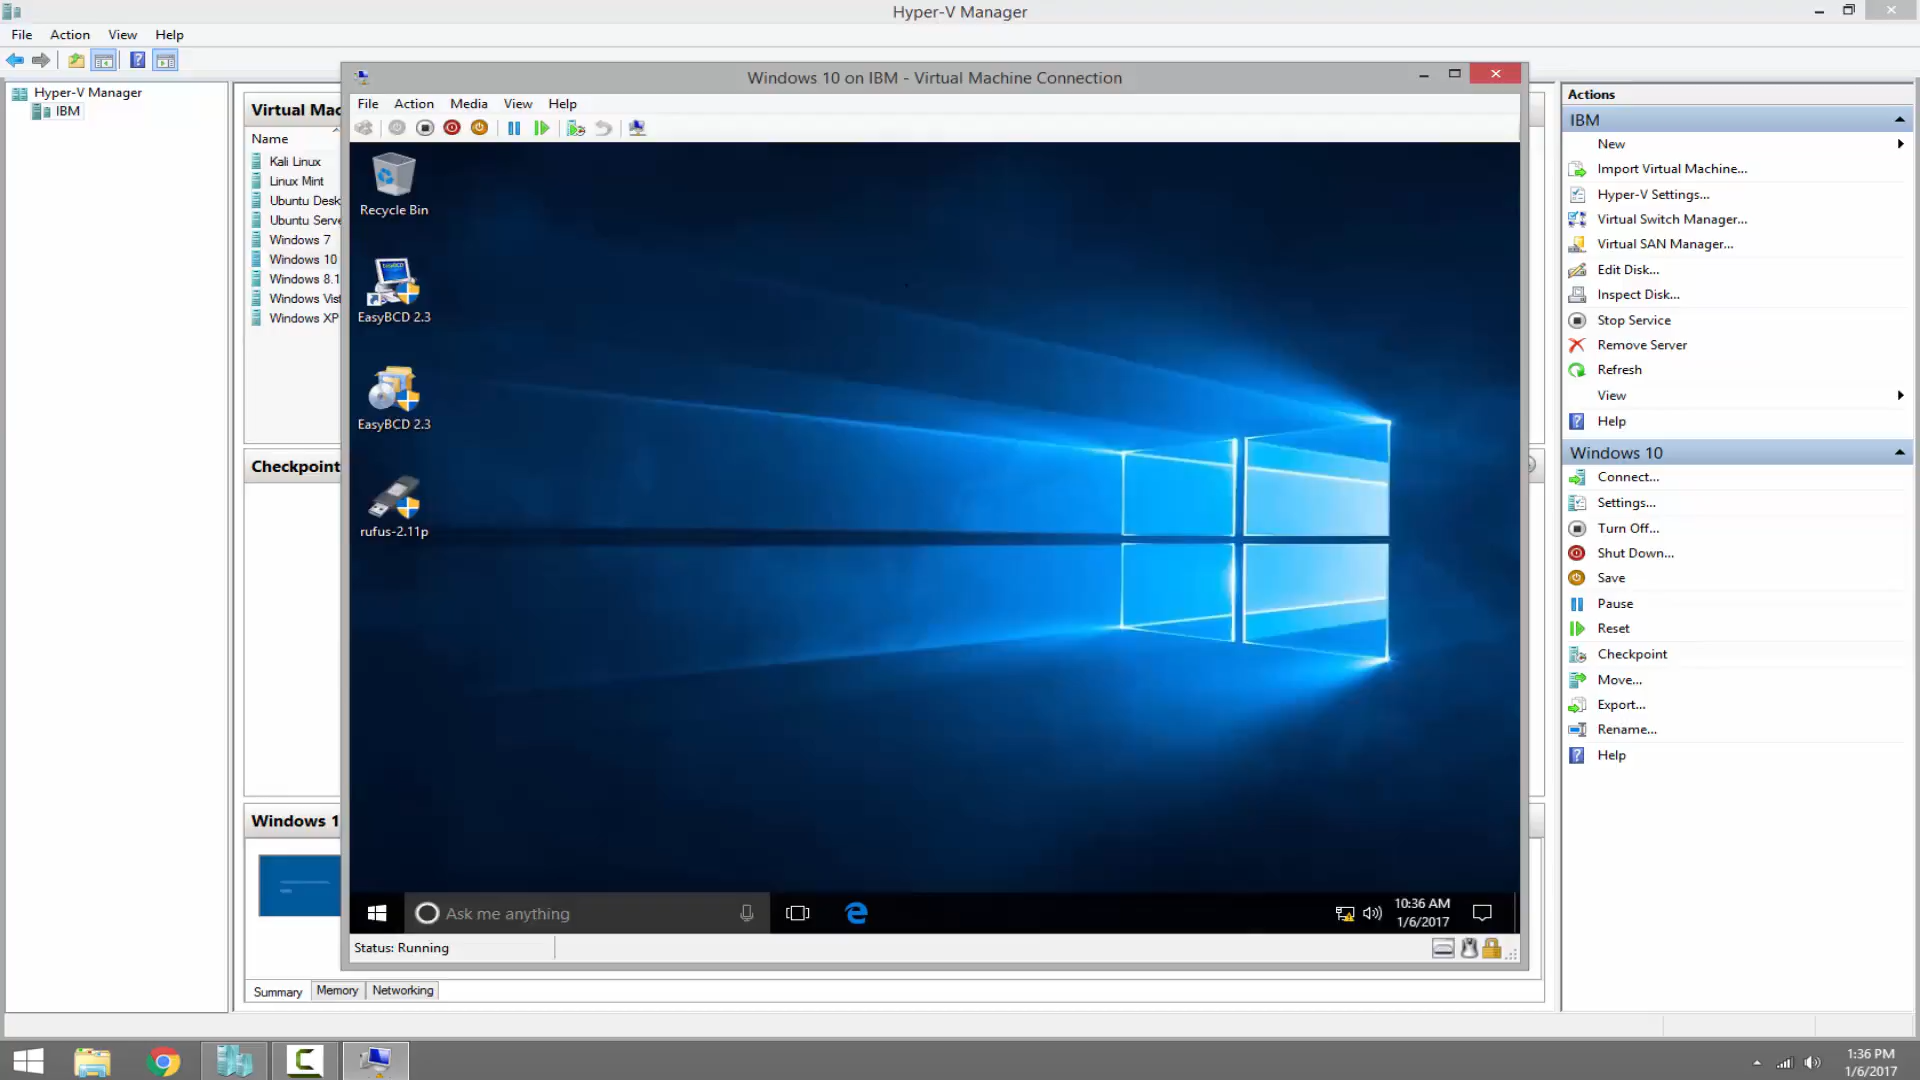 Hyper-V Manager
File Action View Help
Hyper-V Manager
IBM
Virtual Mac
Name
Kali Linux
Linux Mint
Ubuntu Desk
Ubuntu Serve
Windows 7
Windows 10
Windows 8.1
Windows Vist
Windows XP
Checkpoint
Windows 1
Summary Memory Networking
Windows 10 on IBM - Virtual Machine Connection
File Action Media View Help
Recycle Bin
EasyBCD
EasyBCD 2.3
EasyBCD 2.3
rufus-2.11p
Ask me anything
10:36 AM
1/6/2017
Status: Running
Actions
IBM
New
Import Virtual Machine...
Hyper-V Settings...
Virtual Switch Manager...
Virtual SAN Manager...
Edit Disk...
Inspect Disk...
Stop Service
Remove Server
Refresh
View
Help
Windows 10
Connect...
Settings...
Turn Off...
Shut Down...
Save
Pause
Reset
Checkpoint
Move...
Export...
Rename...
Help
1:36 PM
1/6/2017